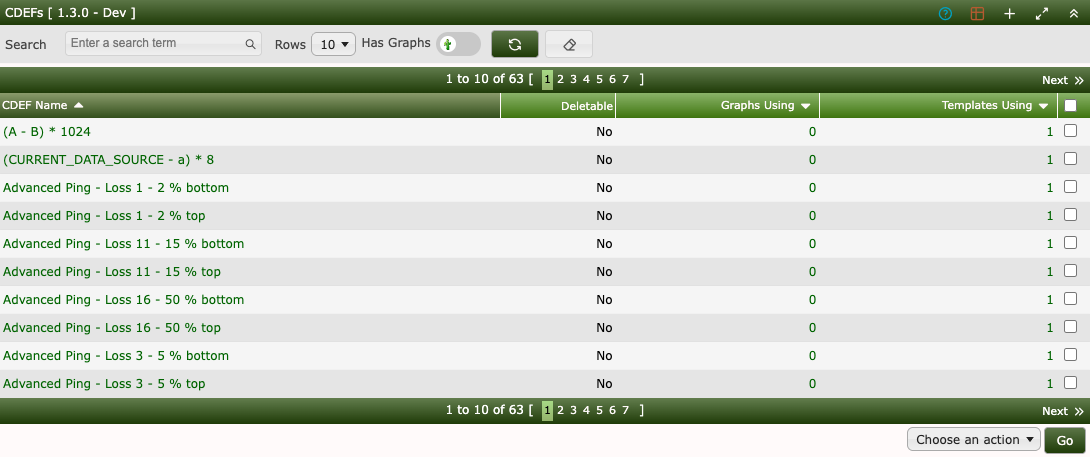 CDEFs [ 1.3.0 - Dev ]
Search Enter a search term Rows 10 Has Graphs
1 to 10 of 63 [ 1 2 3 4 5 6 7 ] Next
CDEF Name Deletable Graphs Using Templates Using
(A - B) * 1024 No 0 1
(CURRENT_DATA_SOURCE - a) * 8 No 0 1
Advanced Ping - Loss 1 - 2 % bottom No 0 1
Advanced Ping - Loss 1 - 2 % top No 0 1
Advanced Ping - Loss 11 - 15 % bottom No 0 1
Advanced Ping - Loss 11 - 15 % top No 0 1
Advanced Ping - Loss 16 - 50 % bottom No 0 1
Advanced Ping - Loss 16 - 50 % top No 0 1
Advanced Ping - Loss 3 - 5 % bottom No 0 1
Advanced Ping - Loss 3 - 5 % top No 0 1
1 to 10 of 63 [ 1 2 3 4 5 6 7 ] Next
Choose an action Go